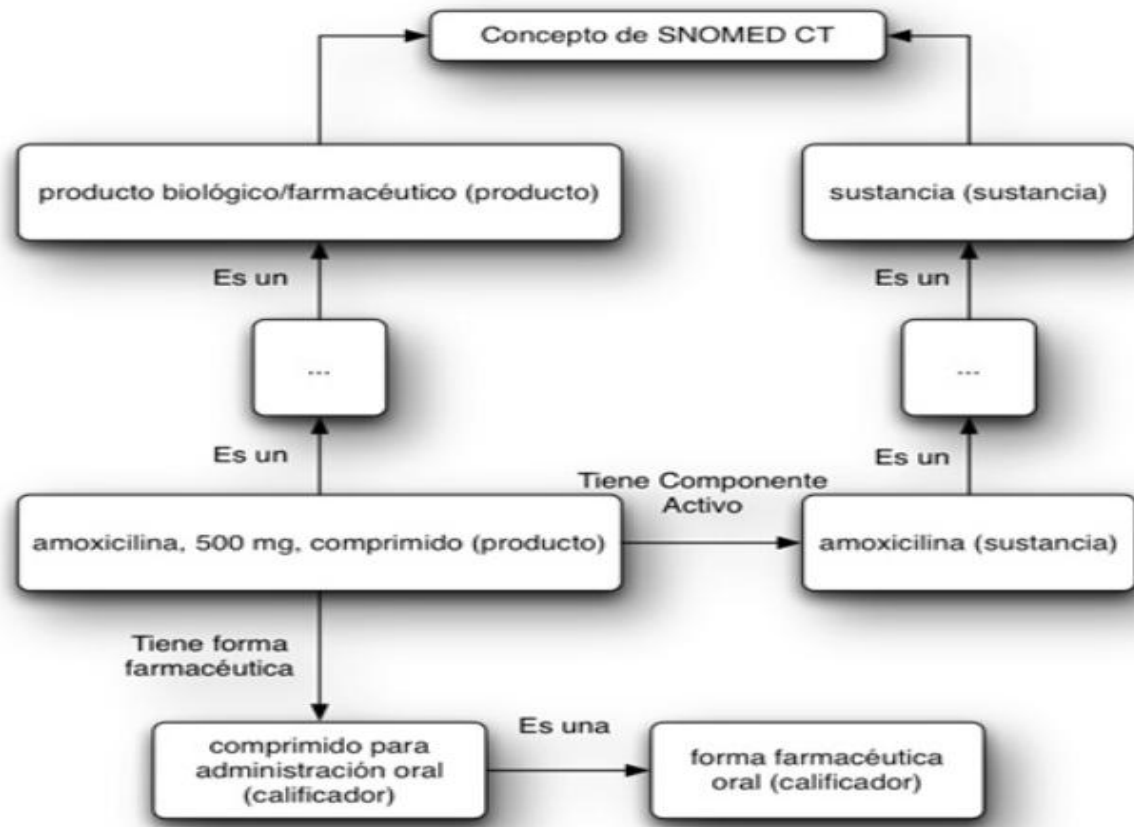 Concepto de SNOMED CT
producto biológico/farmacéutico (producto)
sustancia (sustancia)
Es un
Es un
...
...
Es un
Es un
Tiene Componente
Activo
amoxicilina, 500 mg, comprimido (producto)
amoxicilina (sustancia)
Tiene forma
farmacéutica
Es una
comprimido para
administración oral
(calificador)
forma farmacéutica
oral (calificador)